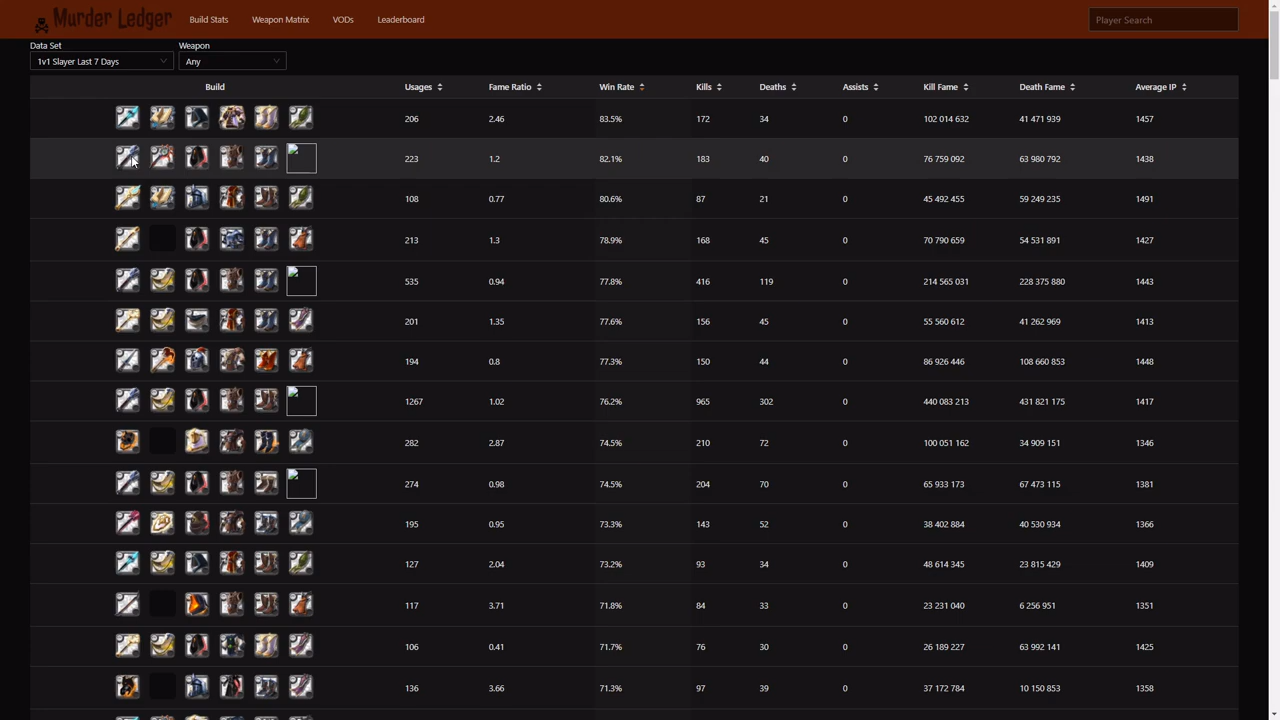 Murder Ledger Build Stats Weapon Matrix VODs Leaderboard Player Search
Data Set Weapon
1v1 Slayer Last 7 Days Any
Build Usages Fame Ratio Win Rate Kills Deaths Assists Kill Fame Death Fame Average IP
206 2.46 83.5% 172 34 0 102 014 632 41 471 939 1457
223 1.2 82.1% 183 40 0 76 759 092 63 980 792 1438
108 0.77 80.6% 87 21 0 45 492 455 59 249 235 1491
213 1.3 78.9% 168 45 0 70 790 659 54 531 891 1427
535 0.94 77.8% 416 119 0 214 565 031 228 375 880 1443
201 1.35 77.6% 156 45 0 55 560 612 41 262 969 1413
194 0.8 77.3% 150 44 0 86 926 446 108 660 853 1448
1267 1.02 76.2% 965 302 0 440 083 213 431 821 175 1417
282 2.87 74.5% 210 72 0 100 051 162 34 909 151 1346
274 0.98 74.5% 204 70 0 65 933 173 67 473 115 1381
195 0.95 73.3% 143 52 0 38 402 884 40 530 934 1366
127 2.04 73.2% 93 34 0 48 614 345 23 815 429 1409
117 3.71 71.8% 84 33 0 23 231 040 6 256 951 1351
106 0.41 71.7% 76 30 0 26 189 227 63 992 141 1425
136 3.66 71.3% 97 39 0 37 172 784 10 150 853 1358